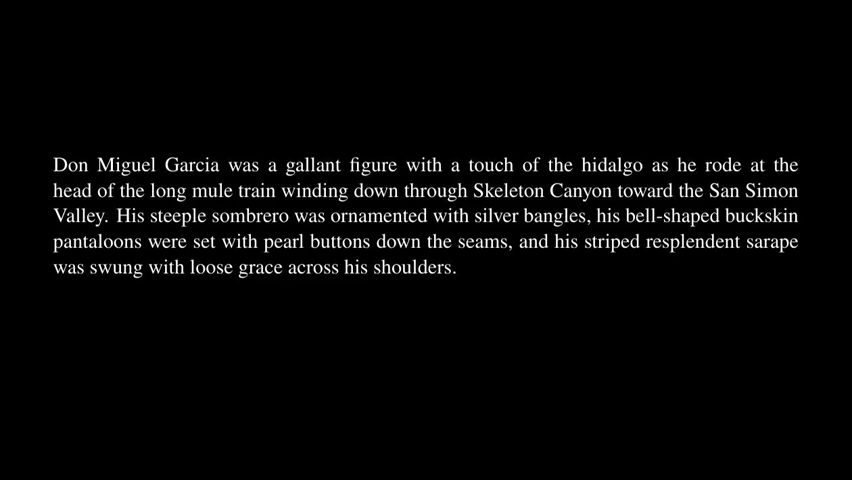 Don Miguel Garcia was a gallant figure with a touch of the hidalgo as he rode at the
head of the long mule train winding down through Skeleton Canyon toward the San Simon
Valley. His steeple sombrero was ornamented with silver bangles, his bell-shaped buckskin
pantaloons were set with pearl buttons down the seams, and his striped resplendent sarape
was swung with loose grace across his shoulders.